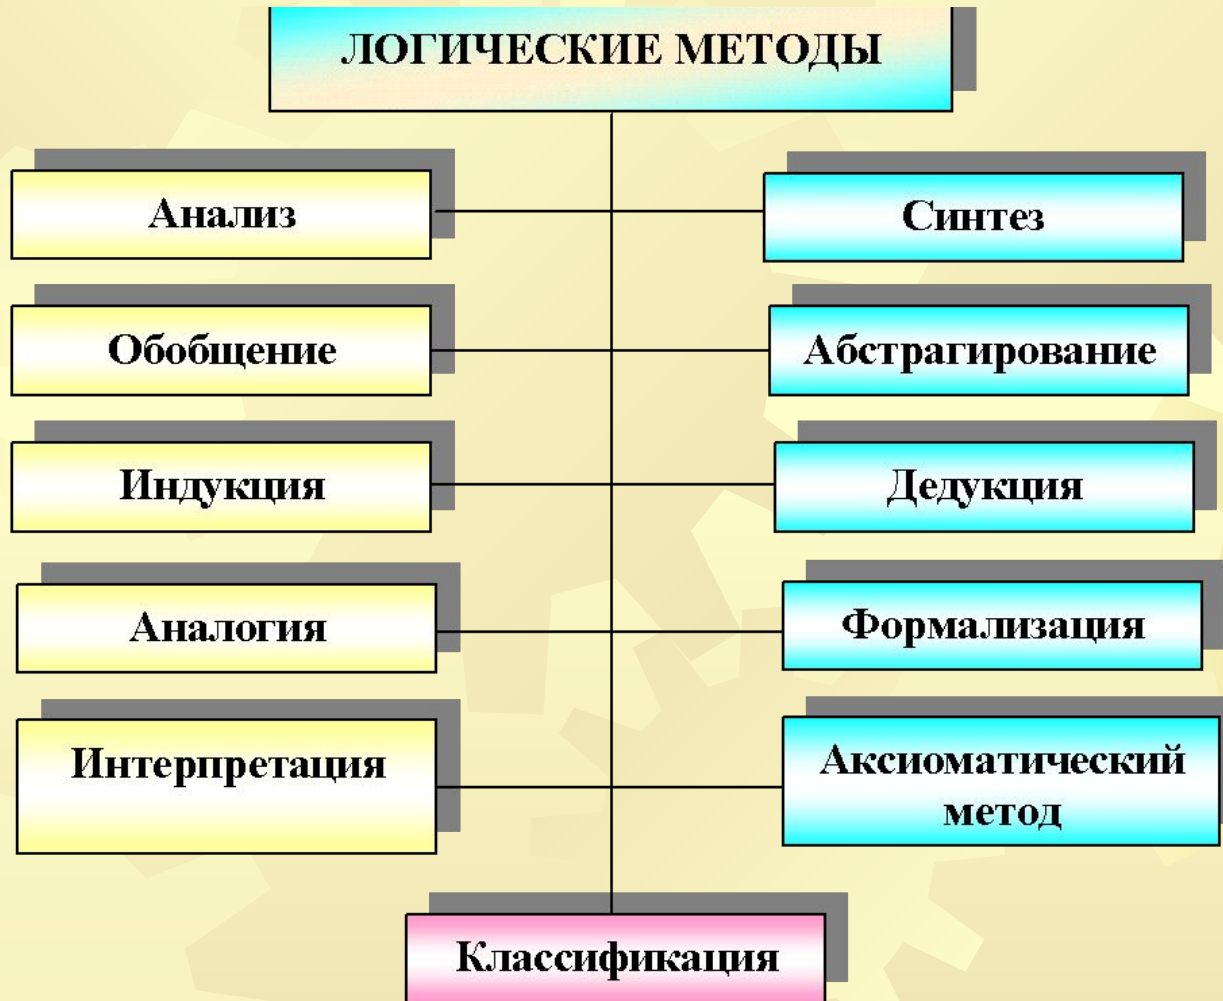 ЛОГИЧЕСКИЕ МЕТОДЫ
Анализ
Синтез
Обобщение
Абстрагирование
Индукция
Дедукция
Аналогия
Формализация
Интерпретация
Аксиоматический
метод
Классификация